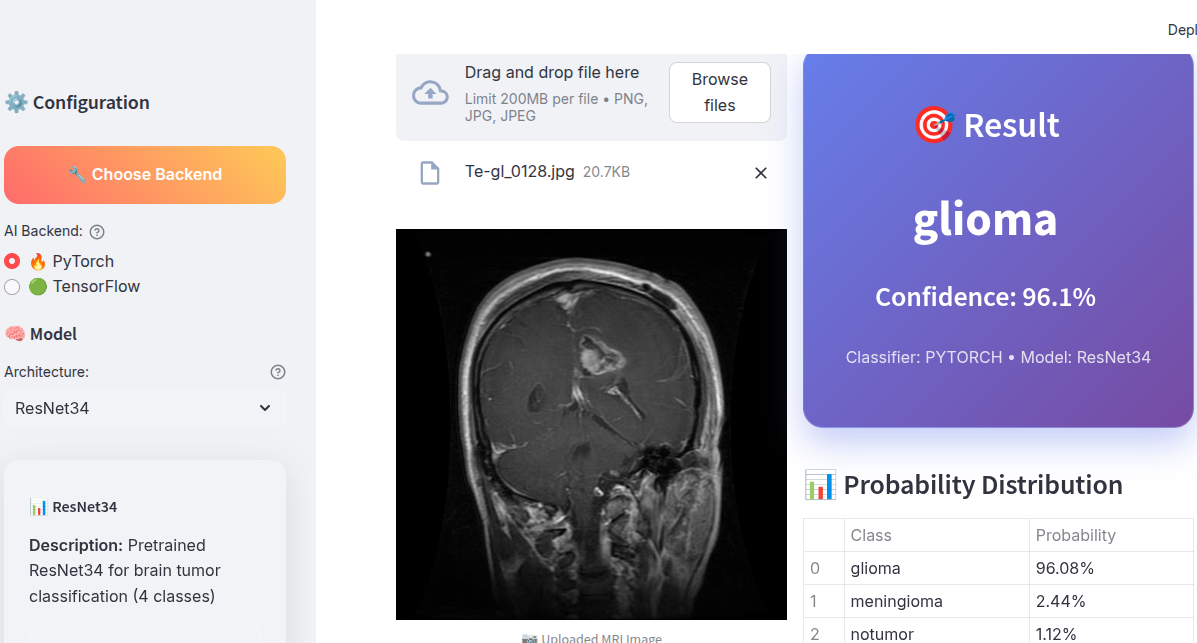 Depl
⚙️ Configuration
🔧 Choose Backend
AI Backend:
🔥 PyTorch
🟢 TensorFlow
🧠 Model
Architecture:
ResNet34
📊 ResNet34
Description: Pretrained
ResNet34 for brain tumor
classification (4 classes)
Drag and drop file here
Limit 200MB per file • PNG,
JPG, JPEG
Browse
files
Te-gl_0128.jpg 20.7KB
📷 Uploaded MRI Image
🎯 Result
glioma
Confidence: 96.1%
Classifier: PYTORCH • Model: ResNet34
📊 Probability Distribution
Class Probability
0 glioma 96.08%
1 meningioma 2.44%
2 notumor 1.12%